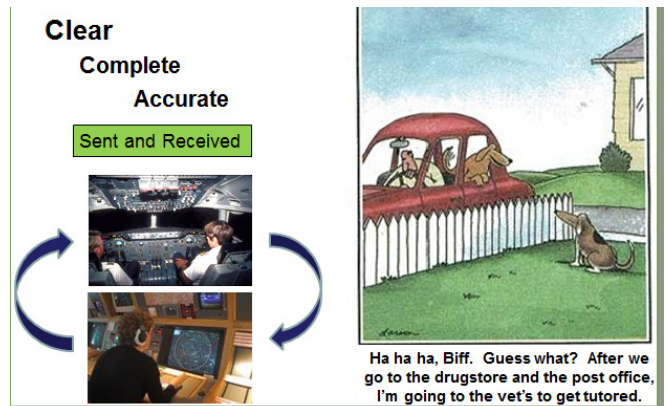 Clear
Complete
Accurate
Sent and Received
Larson
Ha ha ha, Biff. Guess what? After we
go to the drugstore and the post office,
I'm going to the vet's to get tutored.